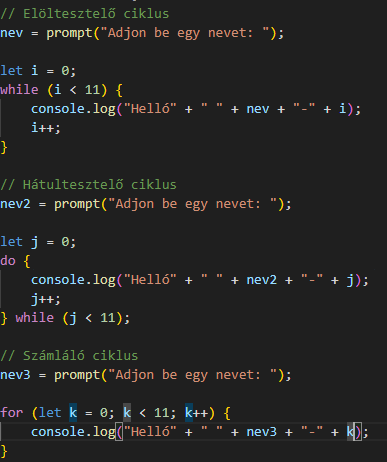 // Elöltesztelő ciklus
nev = prompt("Adjon be egy nevet: ");
let i = 0;
while (i < 11) {
    console.log("Helló" + " " + nev + "-" + i);
    i++;
}
// Hátultesztelő ciklus
nev2 = prompt("Adjon be egy nevet: ");
let j = 0;
do {
    console.log("Helló" + " " + nev2 + "-" + j);
    j++;
} while (j < 11);
// Számláló ciklus
nev3 = prompt("Adjon be egy nevet: ");
for (let k = 0; k < 11; k++) {
    console.log("Helló" + " " + nev3 + "-" + k);
}